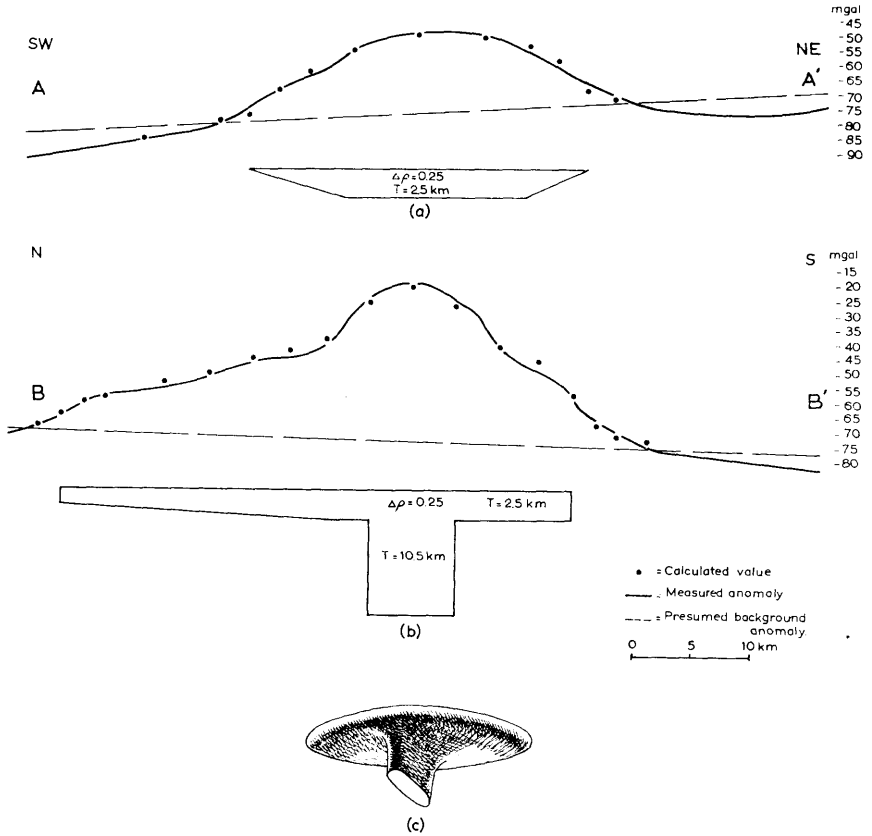 mgal
-45
SW
-50
NE
-55
-60
A
A'
-65
-70
-75
-80
-85
-90
Δρ=0.25
T=2.5 km
(a)
N
S
mgal
-15
-20
-25
-30
-35
-40
-45
-50
B
B'
-55
-60
-65
-70
-75
-80
Δρ=0.25 T=2.5 km
T=10.5 km
(b)
• = Calculated value
— = Measured anomaly
--- = Presumed background
anomaly.
0 5 10 km
(c)